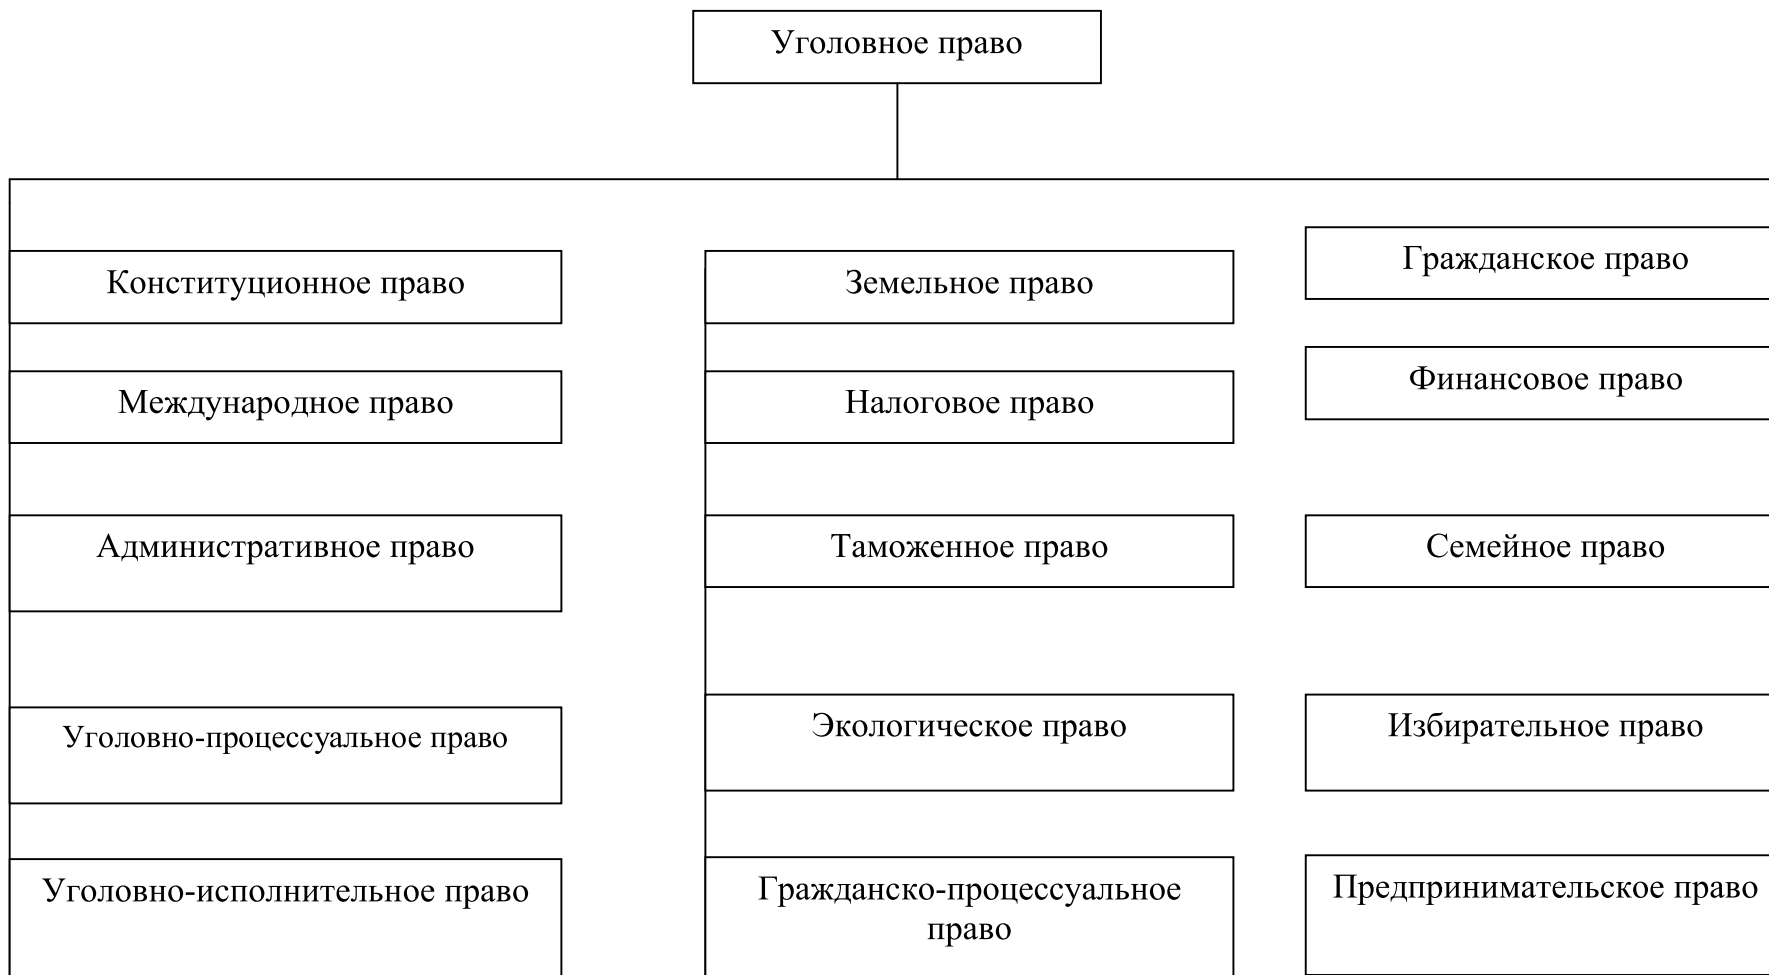 Уголовное право
Конституционное право
Земельное право
Гражданское право
Международное право
Налоговое право
Финансовое право
Административное право
Таможенное право
Семейное право
Уголовно-процессуальное право
Экологическое право
Избирательное право
Уголовно-исполнительное право
Гражданско-процессуальное
право
Предпринимательское право